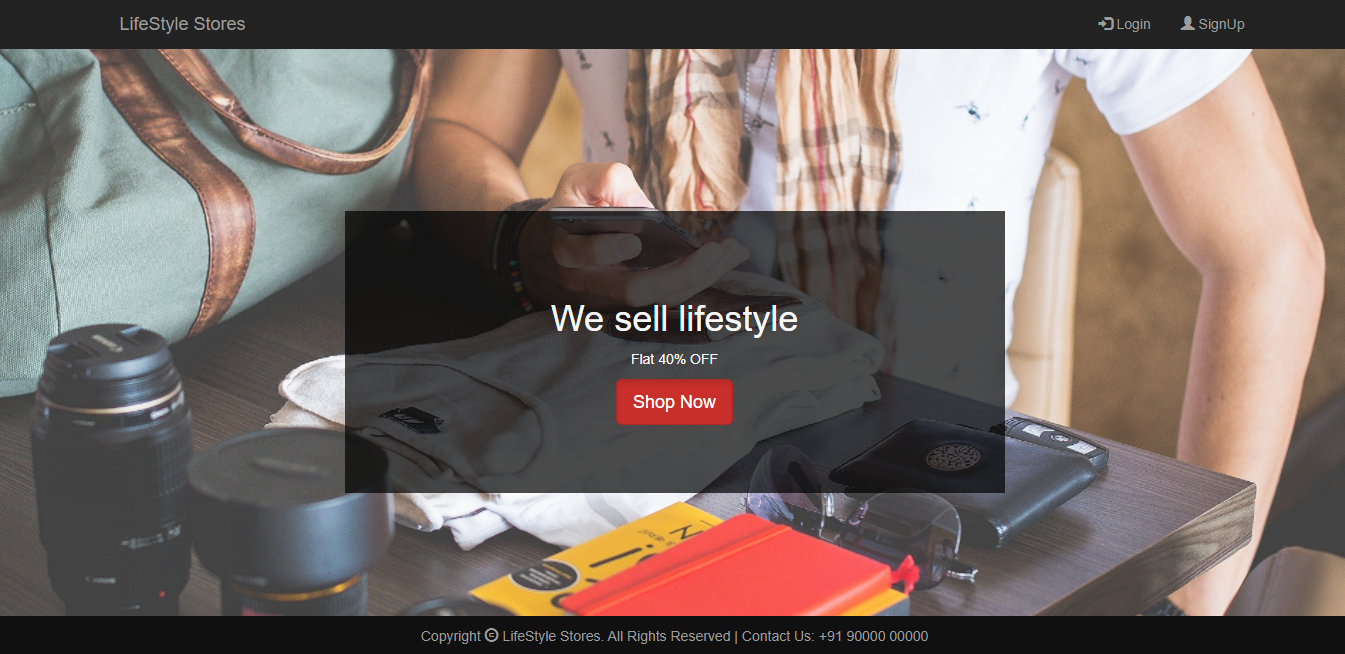 LifeStyle Stores
Login
SignUp
We sell lifestyle
Flat 40% OFF
Shop Now
Copyright © LifeStyle Stores. All Rights Reserved | Contact Us: +91 90000 00000